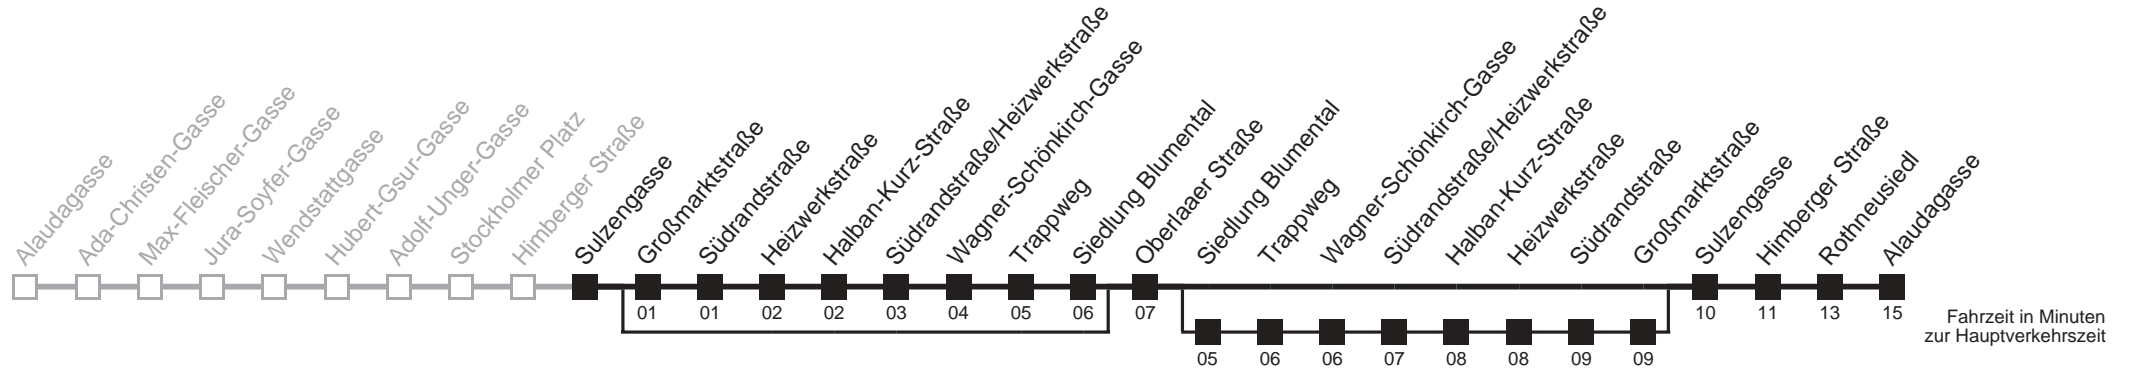 Alaudagasse
Ada-Christen-Gasse
Max-Fleischer-Gasse
Jura-Soyfer-Gasse
Wendstattgasse
Hubert-Gsur-Gasse
Adolf-Unger-Gasse
Stockholmer Platz
Himberger Straße
Sulzengasse
Großmarktstraße
Südrandstraße
Heizwerkstraße
Halban-Kurz-Straße
Südrandstraße/Heizwerkstraße
Wagner-Schönkirch-Gasse
Trappweg
Siedlung Blumental
Oberlaaer Straße
Siedlung Blumental
Trappweg
Wagner-Schönkirch-Gasse
Südrandstraße/Heizwerkstraße
Halban-Kurz-Straße
Heizwerkstraße
Südrandstraße
Großmarktstraße
Sulzengasse
Himberger Straße
Rothneusiedl
Alaudagasse
01 01 02 02 03 04 05 06 07 10 11 13 15
05 06 06 07 08 08 09 09
Fahrzeit in Minuten
zur Hauptverkehrszeit